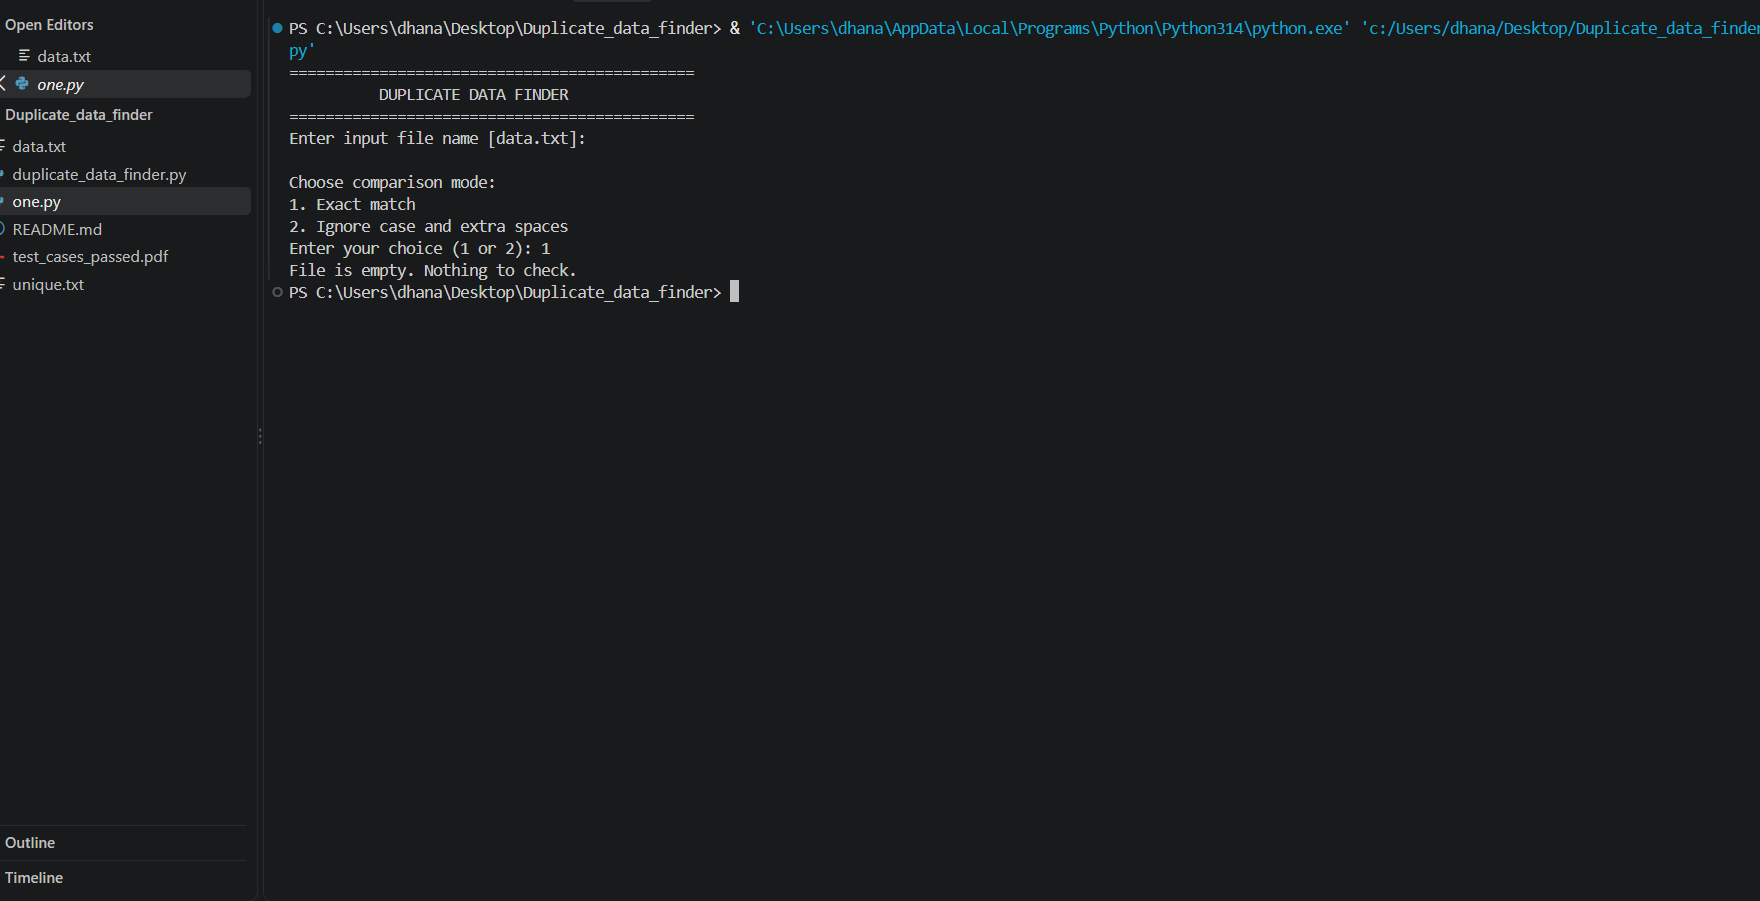 Open Editors
data.txt
one.py
Duplicate_data_finder
data.txt
duplicate_data_finder.py
one.py
README.md
test_cases_passed.pdf
unique.txt
Outline
Timeline
PS C:\Users\dhana\Desktop\Duplicate_data_finder> & 'C:\Users\dhana\AppData\Local\Programs\Python\Python314\python.exe' 'c:/Users/dhana/Desktop/Duplicate_data_finder
py'
=============================================
DUPLICATE DATA FINDER
=============================================
Enter input file name [data.txt]:
Choose comparison mode:
1. Exact match
2. Ignore case and extra spaces
Enter your choice (1 or 2): 1
File is empty. Nothing to check.
PS C:\Users\dhana\Desktop\Duplicate_data_finder>